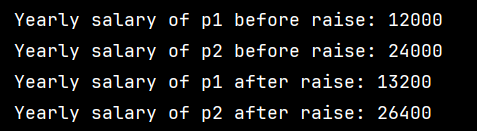 Yearly salary of p1 before raise: 12000
Yearly salary of p2 before raise: 24000
Yearly salary of p1 after raise: 13200
Yearly salary of p2 after raise: 26400